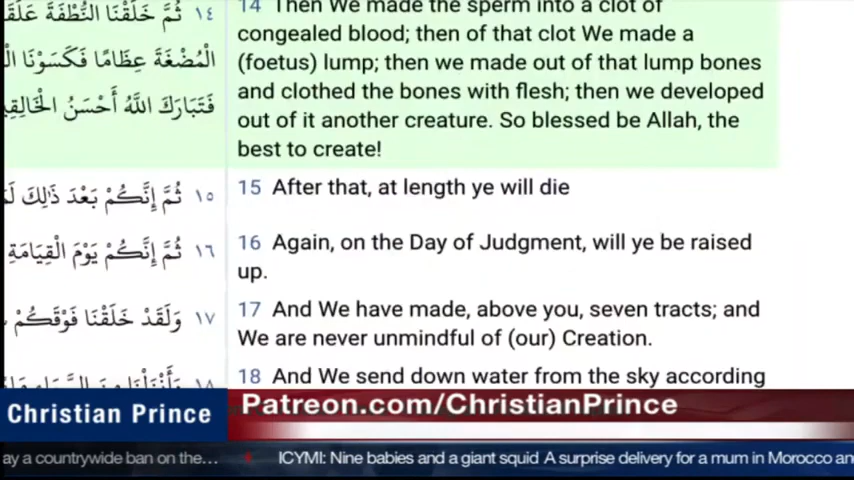 ثُمَّ خَلَقْنَا النُّطْفَةَ عَلَقَ ١٤
الْمُضْغَةَ عِظَامًا فَكَسَوْنَا
فَتَبَارَكَ اللَّهُ أَحْسَنُ الْخَالِقِي
14 Then We made the sperm into a clot of
congealed blood; then of that clot We made a
(foetus) lump; then we made out of that lump bones
and clothed the bones with flesh; then we developed
out of it another creature. So blessed be Allah, the
best to create!
١٥ ثُمَّ إِنَّكُمْ بَعْدَ ذَٰلِكَ
15 After that, at length ye will die
١٦ ثُمَّ إِنَّكُمْ يَوْمَ الْقِيَامَةِ
16 Again, on the Day of Judgment, will ye be raised
up.
١٧ وَلَقَدْ خَلَقْنَا فَوْقَكُمْ
17 And We have made, above you, seven tracts; and
We are never unmindful of (our) Creation.
18 And We send down water from the sky according
Christian Prince
Patreon.com/ChristianPrince
ay a countrywide ban on the...
ICYMI: Nine babies and a giant squid A surprise delivery for a mum in Morocco an